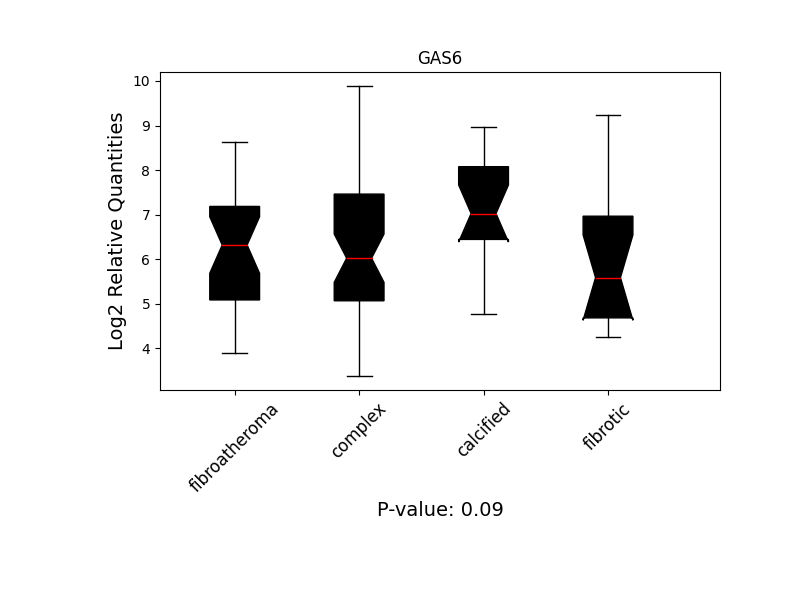 GAS6
Log2 Relative Quantities
10
9
8
7
6
5
4
fibroatheroma
complex
calcified
fibrotic
P-value: 0.09